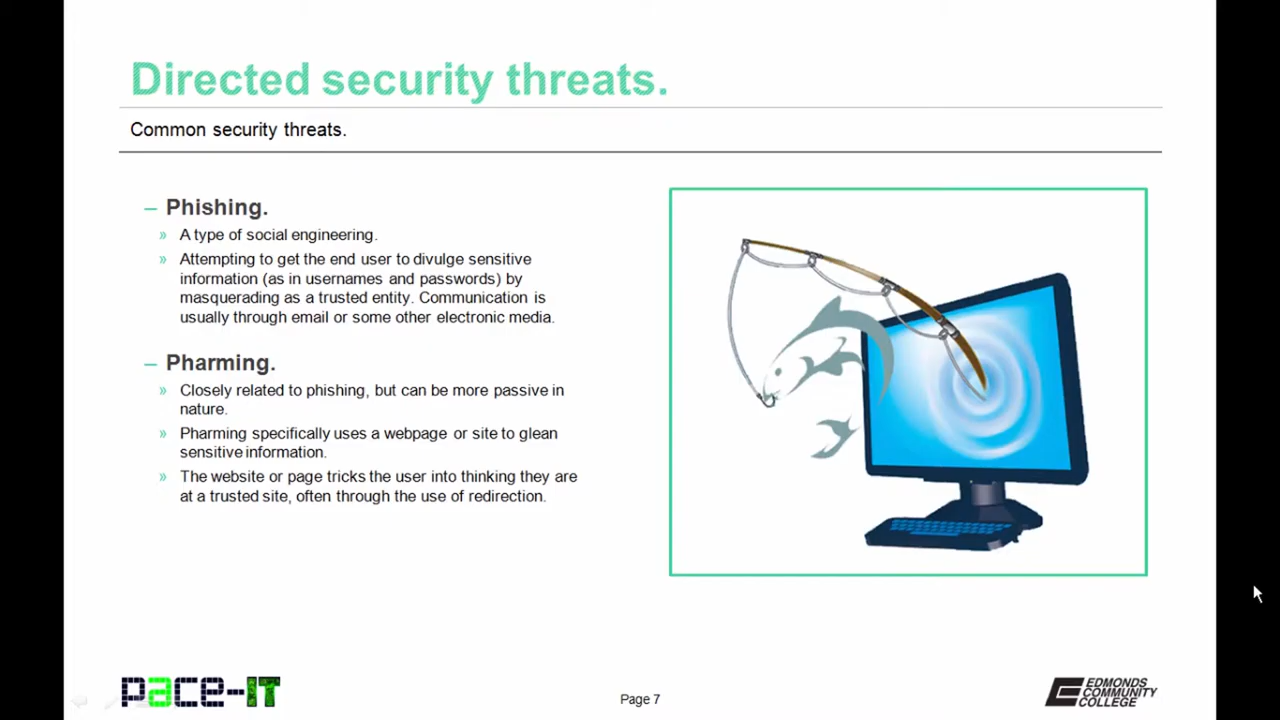 Directed security threats.
Common security threats.
– Phishing.
» A type of social engineering.
» Attempting to get the end user to divulge sensitive
information (as in usernames and passwords) by
masquerading as a trusted entity. Communication is
usually through email or some other electronic media.
– Pharming.
» Closely related to phishing, but can be more passive in
nature.
» Pharming specifically uses a webpage or site to glean
sensitive information.
» The website or page tricks the user into thinking they are
at a trusted site, often through the use of redirection.
pace-IT
Page 7
EDMONDS
COMMUNITY
COLLEGE